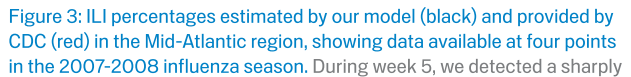 Figure 3: ILI percentages estimated by our model (black) and provided by
CDC (red) in the Mid-Atlantic region, showing data available at four points
in the 2007-2008 influenza season. During week 5, we detected a sharply